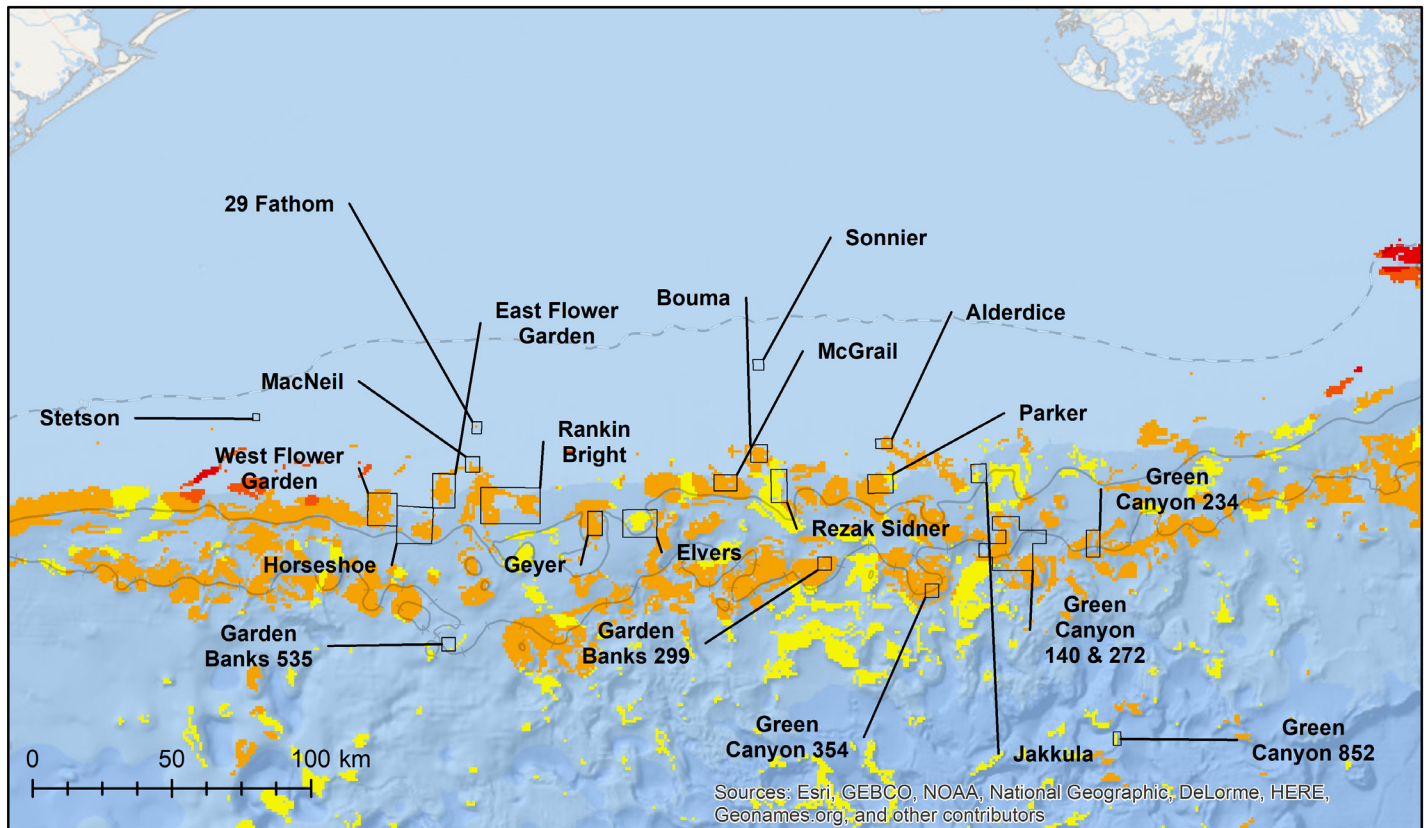 29 Fathom
Sonnier
Bouma
East Flower
Garden
Alderdice
McGrail
MacNeil
Stetson
Parker
Rankin
Bright
West Flower
Garden
Green
Canyon 234
Rezak Sidner
Horseshoe
Geyer
Elvers
Garden
Banks 535
Garden
Banks 299
Green
Canyon
140 & 272
Green
Canyon 354
Jakkula
Green
Canyon 852
0 50 100 km
Sources: Esri, GEBCO, NOAA, National Geographic, DeLorme, HERE,
Geonames.org, and other contributors